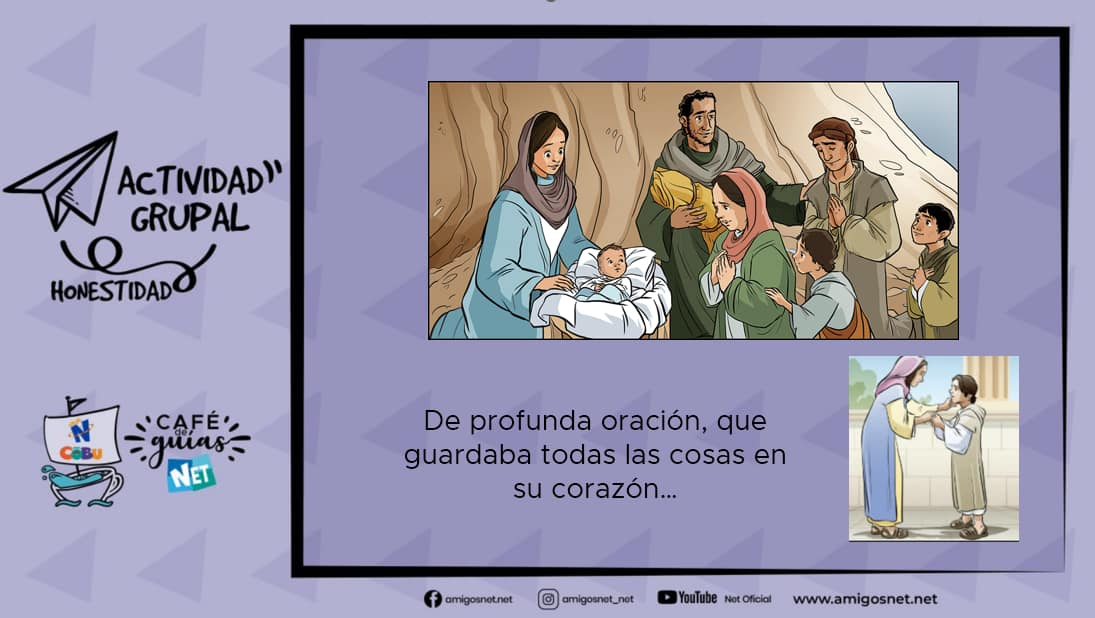 ACTIVIDAD"
GRUPAL
HONESTIDAD
N
CōBU
CAFÉ
de
guías
NET
De profunda oración, que
guardaba todas las cosas en
su corazón...
amigosnet.net
amigosnet_net
YouTube Net Oficial
www.amigosnet.net